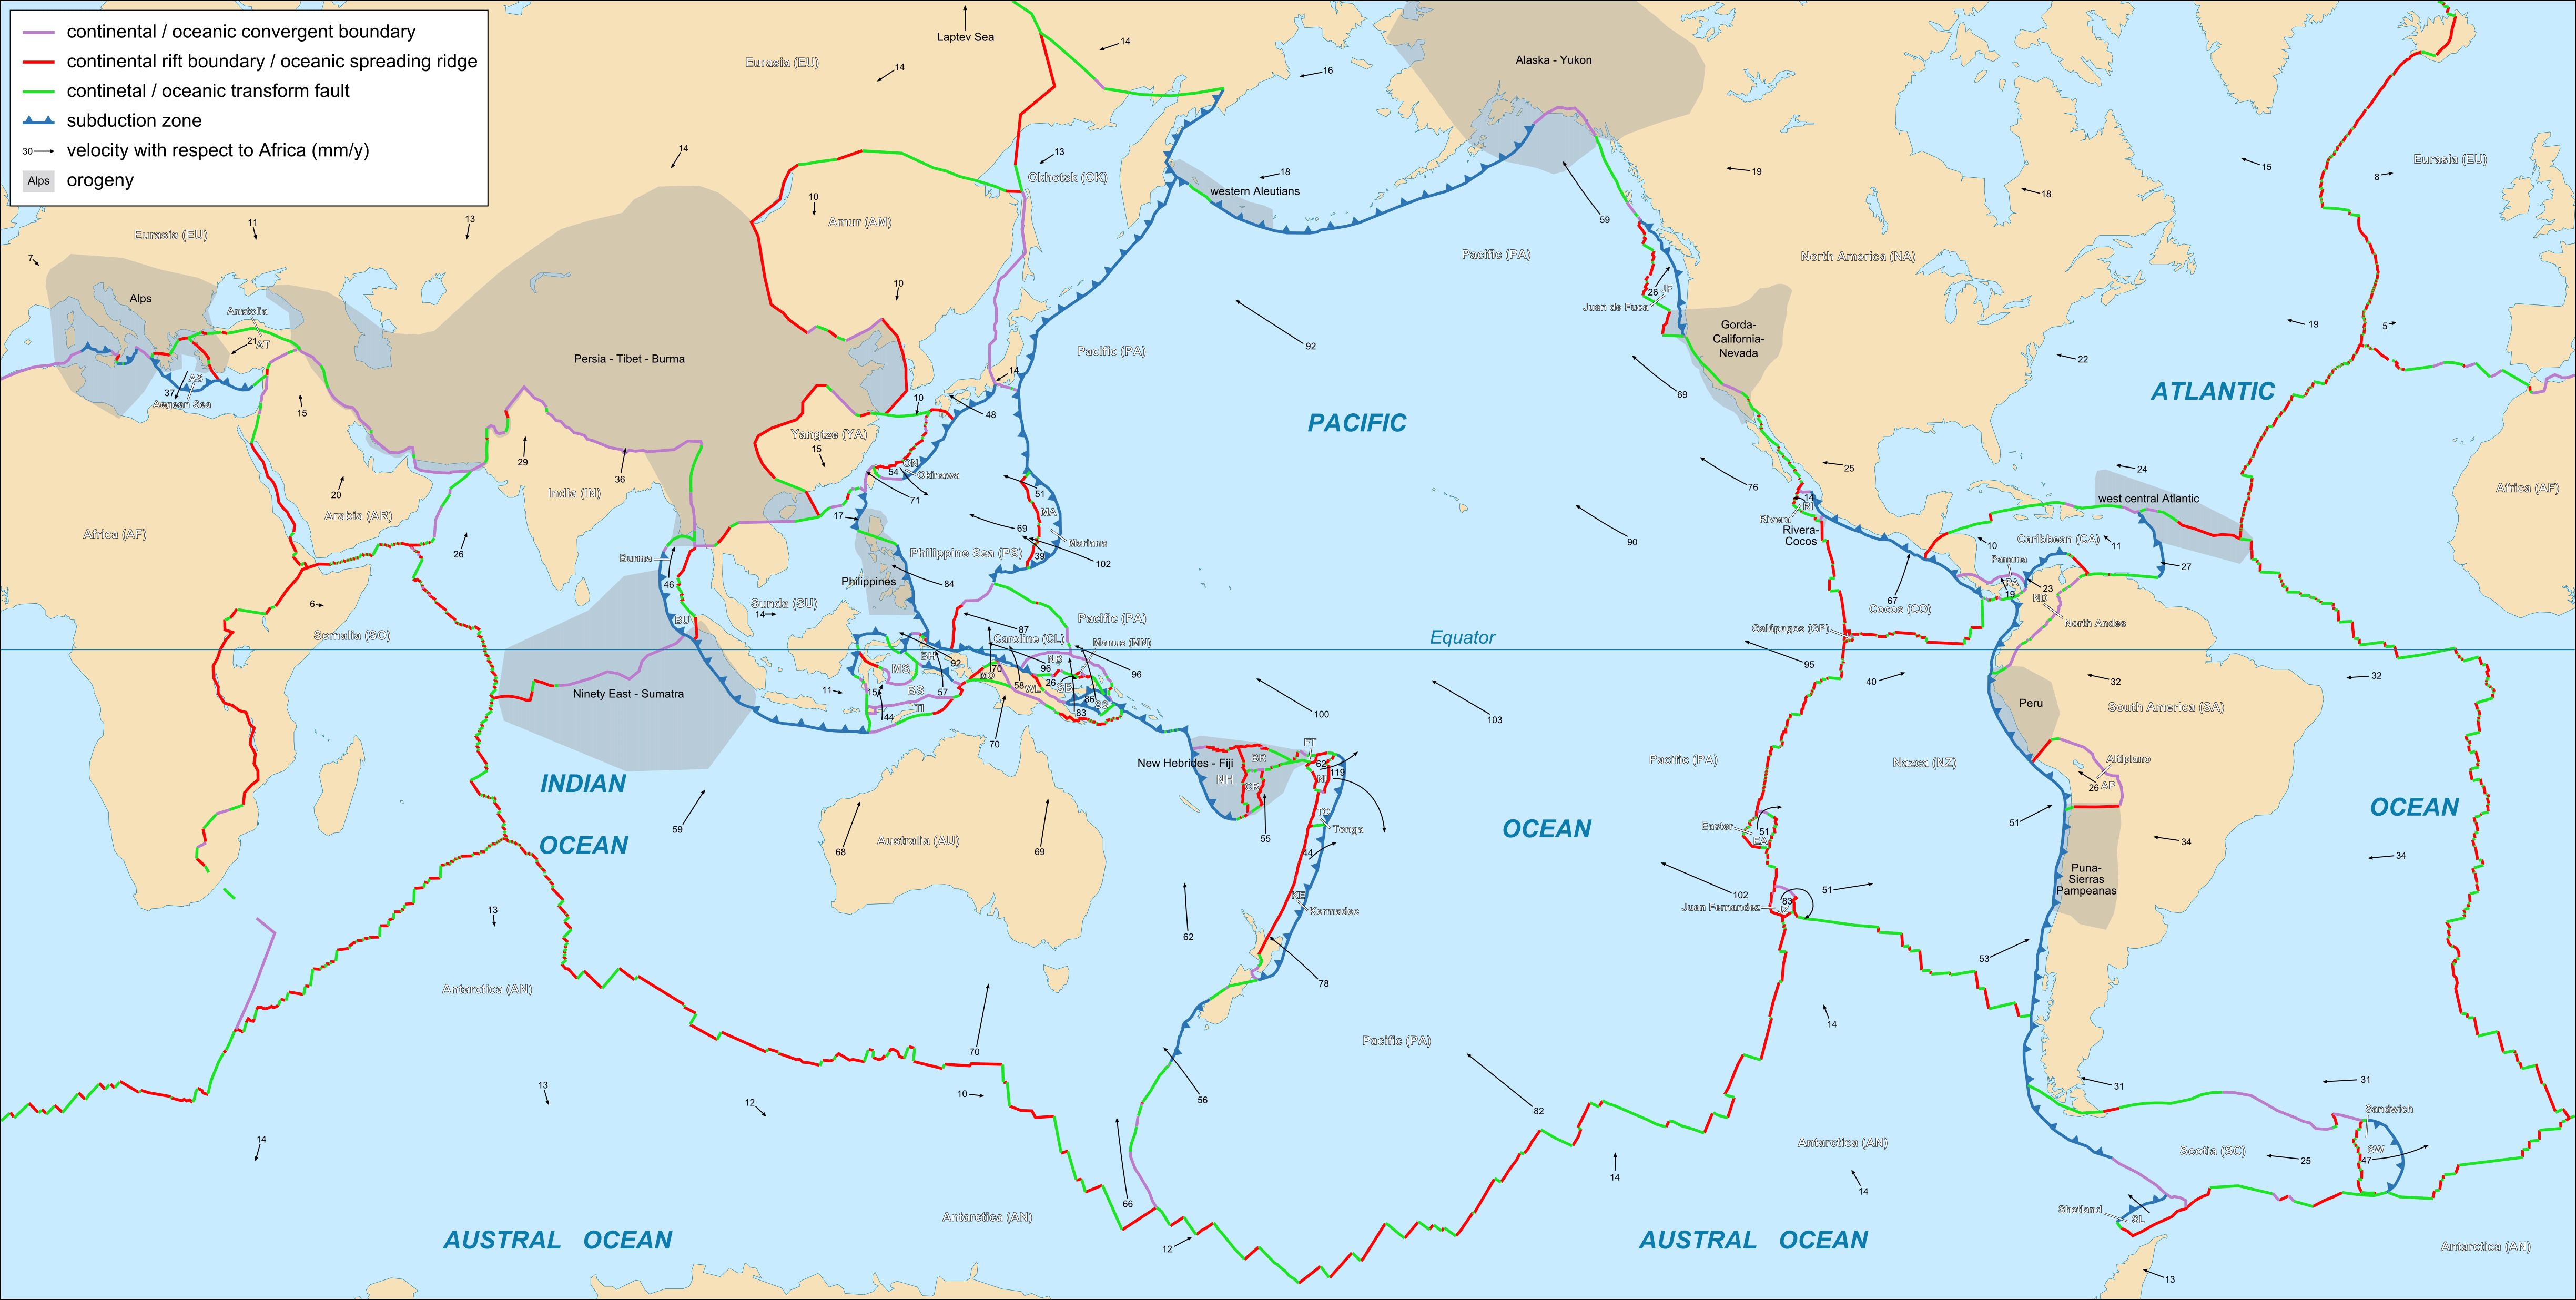 continental / oceanic convergent boundary
continental rift boundary / oceanic spreading ridge
continetal / oceanic transform fault
subduction zone
30 velocity with respect to Africa (mm/y)
Alps orogeny
Laptev Sea
14
Eurasia (EU)
14
16
Alaska - Yukon
14
13
Okhotsk (OK)
18
western Aleutians
19
18
15
Eurasia (EU)
8
Eurasia (EU)
11
13
7
10
Amur (AM)
10
59
Pacific (PA)
North America (NA)
Alps
Anatolia
21
AT
AS
37
Aegean Sea
Persia - Tibet - Burma
Pacific (PA)
92
26
JF
Juan de Fuca
Gorda-
California-
Nevada
19
5
22
ATLANTIC
15
14
10
48
PACIFIC
69
Yangtze (YA)
15
29
36
India (IN)
20
Arabia (AR)
Africa (AF)
ON
54
Okinawa
71
17
51
MA
69
Mariana
39
102
Philippine Sea (PS)
76
25
14
RI
Rivera
Rivera-
Cocos
90
24
west central Atlantic
Africa (AF)
26
Burma
46
Philippines
84
10
Caribbean (CA)
11
Panama
PA
19
23
27
ND
North Andes
67
Cocos (CO)
6
Somalia (SO)
Sunda (SU)
14
BU
Pacific (PA)
87
Caroline (CL)
Manus (MN)
Equator
Galápagos (GP)
95
BH
92
MS
BS
TI
11
15
44
57
MO
70
58
WL
96
NB
26
SB
86
SS
83
96
70
Ninety East - Sumatra
100
103
40
32
32
Peru
South America (SA)
INDIAN
OCEAN
59
68
69
Australia (AU)
New Hebrides - Fiji
FT
BR
NH
CR
62
NI
119
TO
Tonga
55
44
KE
Kermadec
OCEAN
Pacific (PA)
Nazca (NZ)
Altiplano
AP
26
Easter
51
EA
51
34
34
OCEAN
Puna-
Sierras
Pampeanas
102
51
Juan Fernandez
83
JZ
13
Antarctica (AN)
62
78
53
14
70
Pacific (PA)
13
12
10
56
82
31
31
Sandwich
SW
47
Scotia (SC)
25
14
66
14
Antarctica (AN)
14
Shetland
SL
Antarctica (AN)
12
AUSTRAL OCEAN
AUSTRAL OCEAN
Antarctica (AN)
13